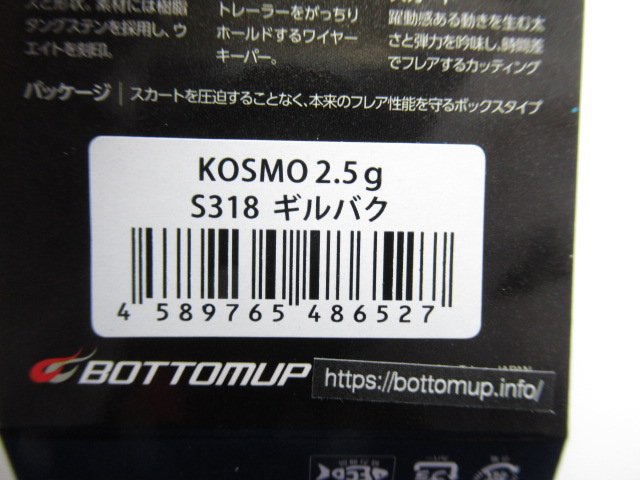 スと形状。素材には樹脂
タングステンを採用し、ウ
エイトを刻印。
トレーラーをがっちり
ホールドするワイヤー
キーパー。
躍動感ある動きを生む太
さと弾力を吟味し、時間差
でフレアするカッティング
パッケージ | スカートを圧迫することなく、本来のフレア性能を守るボックスタイプ
KOSMO 2.5g
S318 ギルバク
4 589765 486527
BOTTOMUP
https://bottomup.info/